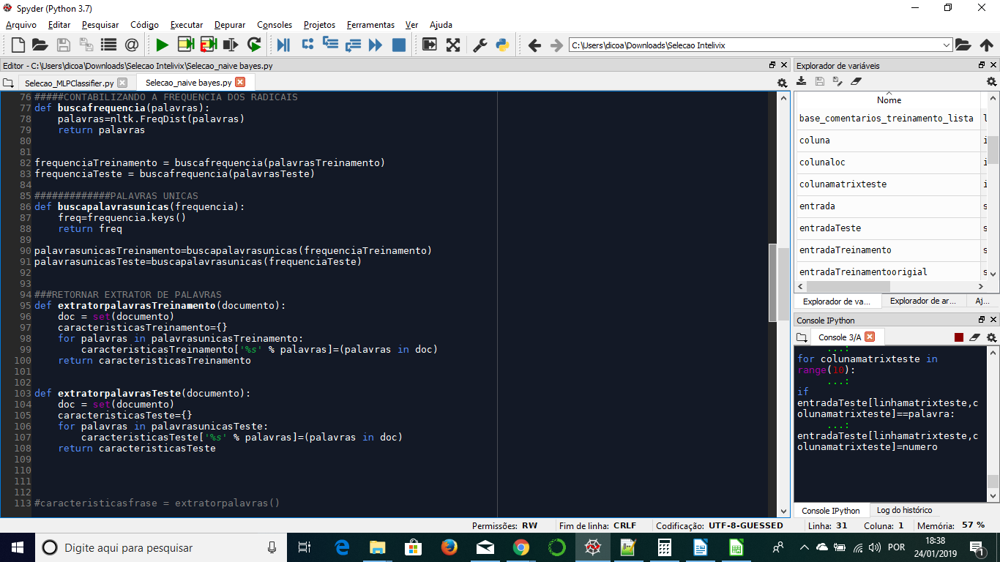 Spyder (Python 3.7)
Arquivo Editar Pesquisar Código Executar Depurar Consoles Projetos Ferramentas Ver Ajuda
C:\Users\dicoa\Downloads\Selecao Intelivix
Editor - C:\Users\dicoa\Downloads\Selecao Intelivix\Selecao_naive bayes.py
Selecao_MLPClassifier.py Selecao_naive bayes.py
76 #####CONTABILIZANDO A FREQUENCIA DOS RADICAIS
77 def buscafrequencia(palavras):
78     palavras=nltk.FreqDist(palavras)
79     return palavras
80
81
82 frequenciaTreinamento = buscafrequencia(palavrasTreinamento)
83 frequenciaTeste = buscafrequencia(palavrasTeste)
84
85 #############PALAVRAS UNICAS
86 def buscapalavrasunicas(frequencia):
87     freq=frequencia.keys()
88     return freq
89
90 palavrasunicasTreinamento=buscapalavrasunicas(frequenciaTreinamento)
91 palavrasunicasTeste=buscapalavrasunicas(frequenciaTeste)
92
93
94 ###RETORNAR EXTRATOR DE PALAVRAS
95 def extratorpalavrasTreinamento(documento):
96     doc = set(documento)
97     caracteristicasTreinamento={}
98     for palavras in palavrasunicasTreinamento:
99         caracteristicasTreinamento['%s' % palavras]=(palavras in doc)
100     return caracteristicasTreinamento
101
102
103 def extratorpalavrasTeste(documento):
104     doc = set(documento)
105     caracteristicasTeste={}
106     for palavras in palavrasunicasTeste:
107         caracteristicasTeste['%s' % palavras]=(palavras in doc)
108     return caracteristicasTeste
109
110
111
112
113 #caracteristicasfrase = extratorpalavras()
Explorador de variáveis
Nome
base_comentarios_treinamento_lista l
coluna i
colunaloc i
colunamatrixteste i
entrada s
entradaTeste s
entradaTreinamento s
entradaTreinamentoorigial s
Explorador de va... Explorador de ar... Aj...
Console IPython
Console 3/A
...:
for colunamatrixteste in
range(10):
...:
if
entradaTeste[linhamatrixteste,c
olunamatrixteste]==palavra:
...:
entradaTeste[linhamatrixteste,c
olunamatrixteste]=numero
Console IPython Log do histórico
Permissões: RW Fim de linha: CRLF Codificação: UTF-8-GUESSED Linha: 31 Coluna: 1 Memória: 57 %
Digite aqui para pesquisar
POR
18:38
24/01/2019
1